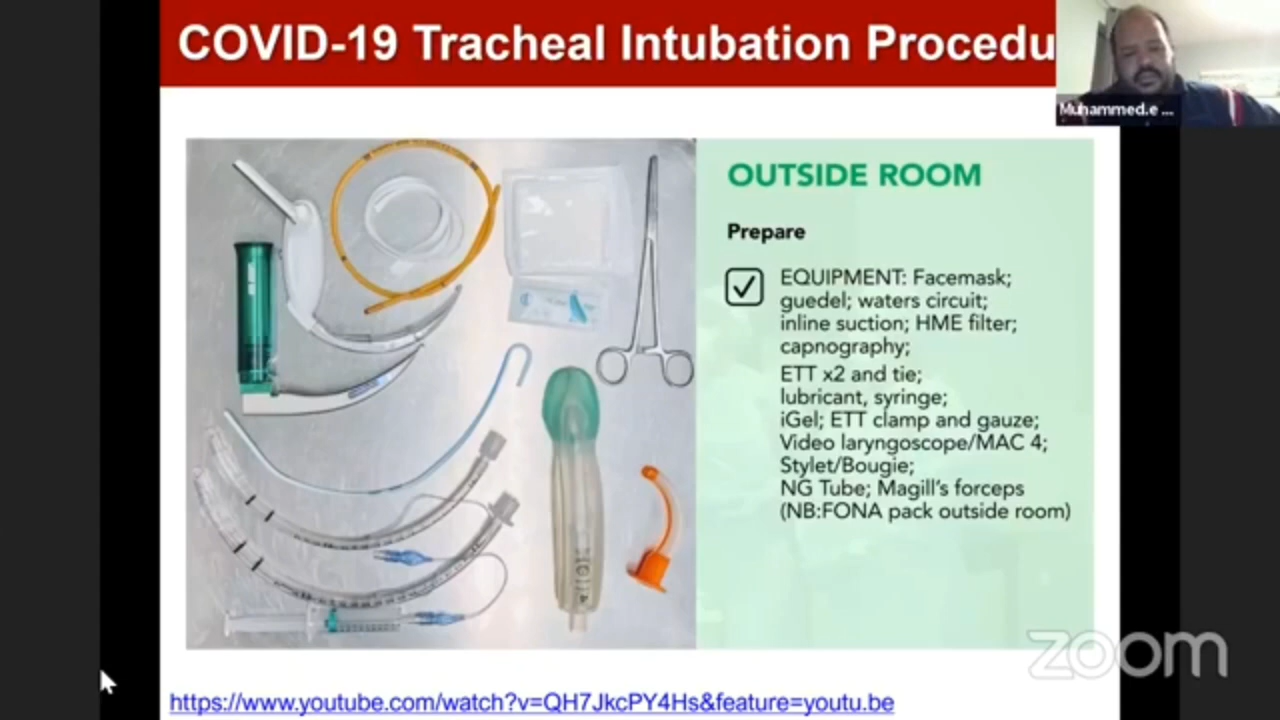 COVID-19 Tracheal Intubation Procedu
Muhammed.e ...
OUTSIDE ROOM
Prepare
EQUIPMENT: Facemask;
guedel; waters circuit;
inline suction; HME filter;
capnography;
ETT x2 and tie;
lubricant, syringe;
iGel; ETT clamp and gauze;
Video laryngoscope/MAC 4;
Stylet/Bougie;
NG Tube; Magill's forceps
(NB:FONA pack outside room)
zoom
https://www.youtube.com/watch?v=QH7JkcPY4Hs&feature=youtu.be